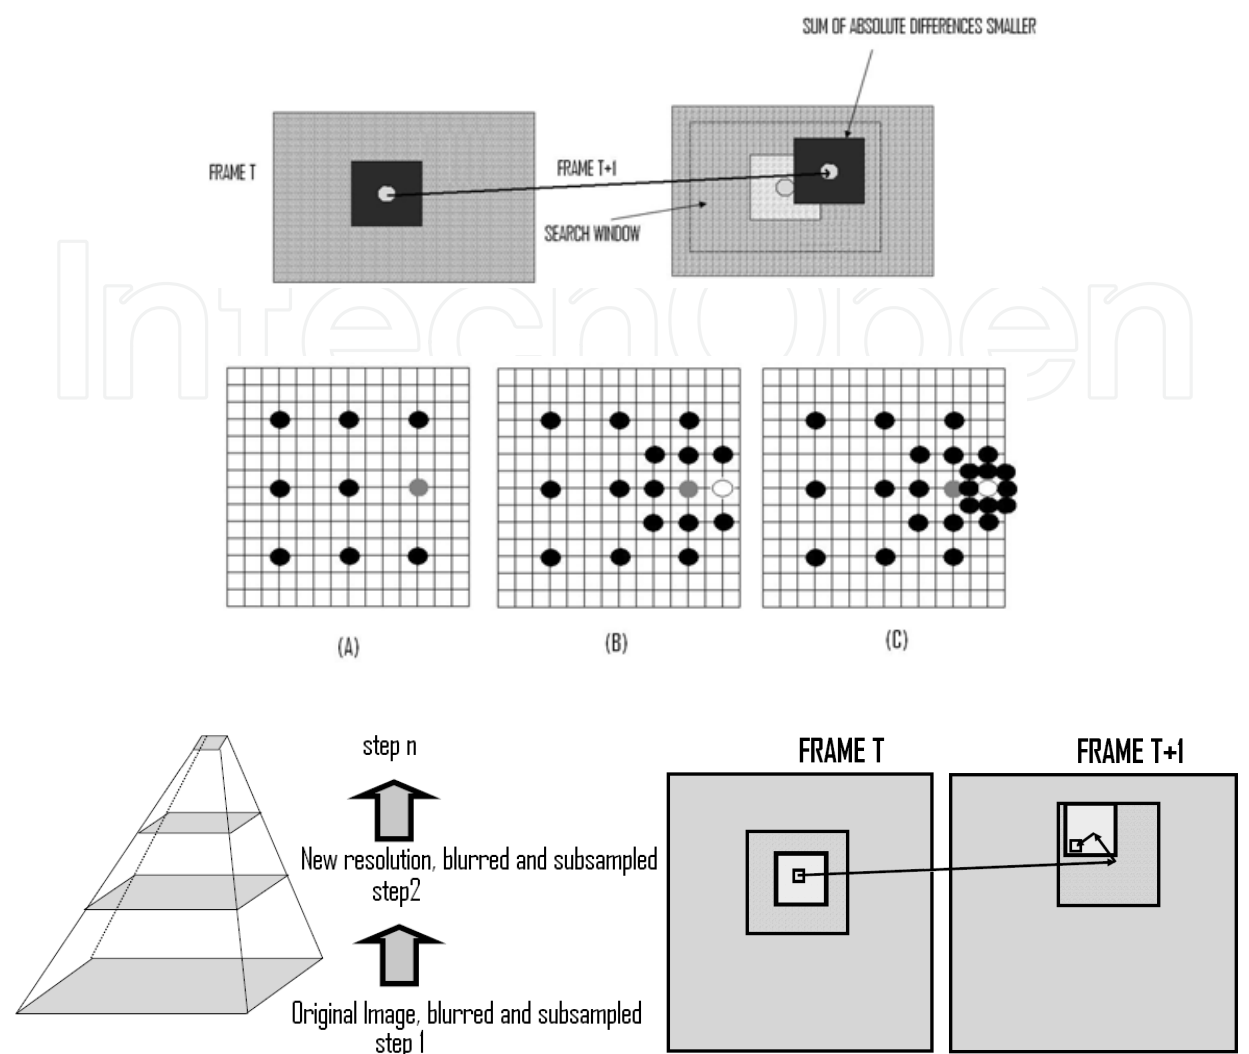 SUM OF ABSOLUTE DIFFERENCES SMALLER
FRAME T
FRAME T+1
SEARCH WINDOW
IntechOpen
(A)
(B)
(C)
step n
New resolution, blurred and subsampled
step2
Original Image, blurred and subsampled
step 1
FRAME T
FRAME T+1